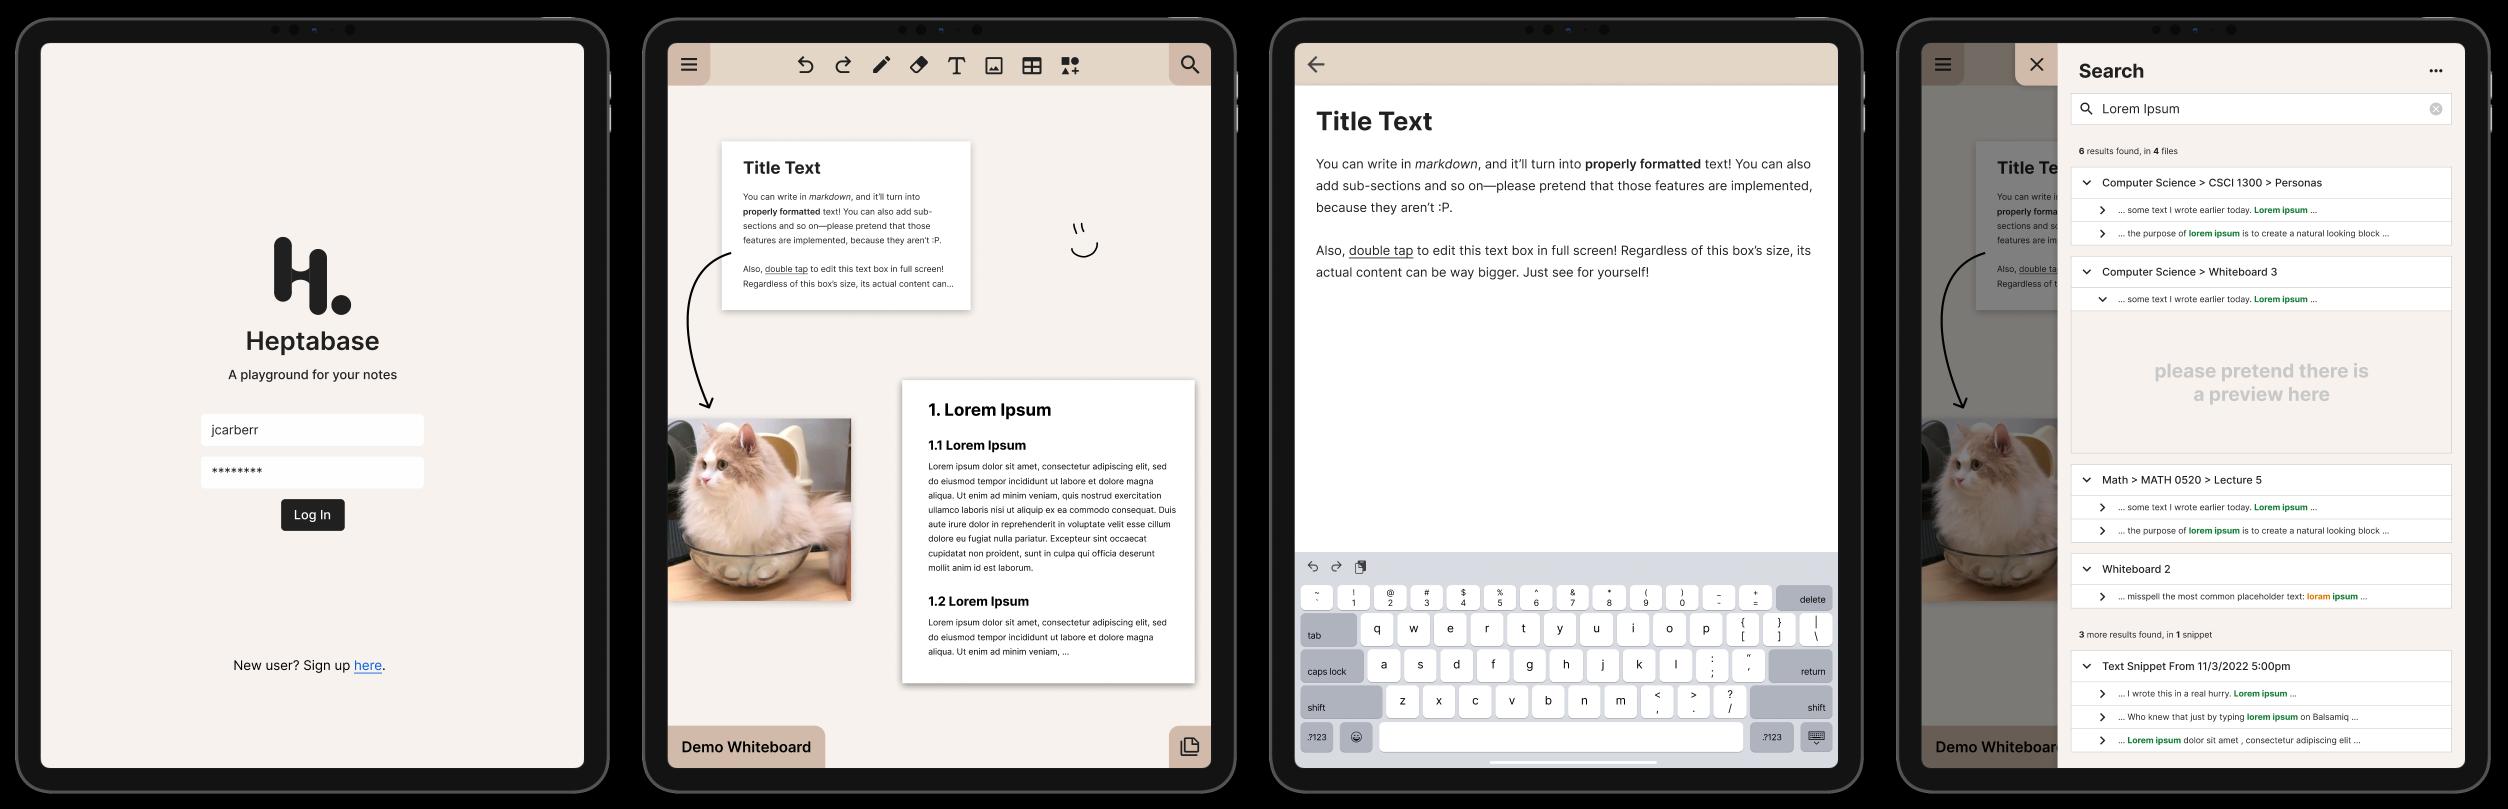 H.
Heptabase
A playground for your notes
jcarberr
********
Log In
New user? Sign up here.
Title Text
You can write in markdown, and it'll turn into
properly formatted text! You can also add sub-
sections and so on—please pretend that those
features are implemented, because they aren't :P.
Also, double tap to edit this text box in full screen!
Regardless of this box's size, its actual content can...
1. Lorem Ipsum
1.1 Lorem Ipsum
Lorem ipsum dolor sit amet, consectetur adipiscing elit, sed
do eiusmod tempor incididunt ut labore et dolore magna
aliqua. Ut enim ad minim veniam, quis nostrud exercitation
ullamco laboris nisi ut aliquip ex ea commodo consequat. Duis
aute irure dolor in reprehenderit in voluptate velit esse cillum
dolore eu fugiat nulla pariatur. Excepteur sint occaecat
cupidatat non proident, sunt in culpa qui officia deserunt
mollit anim id est laborum.
1.2 Lorem Ipsum
Lorem ipsum dolor sit amet, consectetur adipiscing elit, sed
do eiusmod tempor incididunt ut labore et dolore magna
aliqua. Ut enim ad minim veniam, ...
Demo Whiteboard
Title Text
You can write in markdown, and it'll turn into properly formatted text! You can also
add sub-sections and so on—please pretend that those features are implemented,
because they aren't :P.
Also, double tap to edit this text box in full screen! Regardless of this box's size, its
actual content can be way bigger. Just see for yourself!
~ ! @ # $ % ^ & * ( ) _ +
` 1 2 3 4 5 6 7 8 9 0 - = delete
tab q w e r t y u i o p { [ } ] | \
caps lock a s d f g h j k l : ; " ' return
shift z x c v b n m < , > . ? / shift
.?123 .?123
Title Te
You can write i
properly forma
sections and so
features are im
Also, double ta
Regardless of t
Demo Whiteboar
Search
Lorem Ipsum
6 results found, in 4 files
Computer Science > CSCI 1300 > Personas
... some text I wrote earlier today. Lorem ipsum ...
... the purpose of lorem ipsum is to create a natural looking block ...
Computer Science > Whiteboard 3
... some text I wrote earlier today. Lorem ipsum ...
please pretend there is
a preview here
Math > MATH 0520 > Lecture 5
... some text I wrote earlier today. Lorem ipsum ...
... the purpose of lorem ipsum is to create a natural looking block ...
Whiteboard 2
... misspell the most common placeholder text: loram ipsum ...
3 more results found, in 1 snippet
Text Snippet From 11/3/2022 5:00pm
... I wrote this in a real hurry. Lorem ipsum ...
... Who knew that just by typing lorem ipsum on Balsamiq ...
... Lorem ipsum dolor sit amet , consectetur adipiscing elit ...